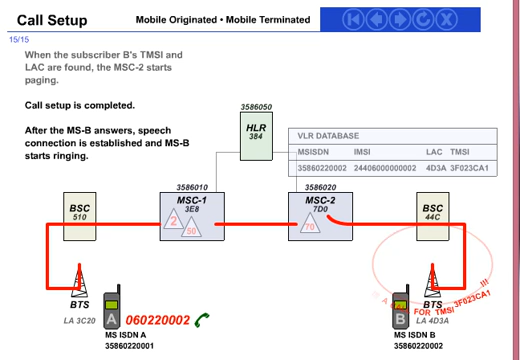 Call Setup
Mobile Originated • Mobile Terminated
15/15
When the subscriber B's TMSI and
LAC are found, the MSC-2 starts
paging.
Call setup is completed.
After the MS-B answers, speech
connection is established and MS-B
starts ringing.
3586050
HLR
384
VLR DATABASE
MSISDN IMSI LAC TMSI
35860220002 24406000000002 4D3A 3F023CA1
3586010
MSC-1
3E8
2
50
3586020
MSC-2
7D0
70
BSC
510
BSC
44C
BTS
LA 3C20
A
060220002
MS ISDN A
35860220001
FOR TMSI 3F023CA1 !!!
BTS
LA 4D3A
B
MS ISDN B
35860220002